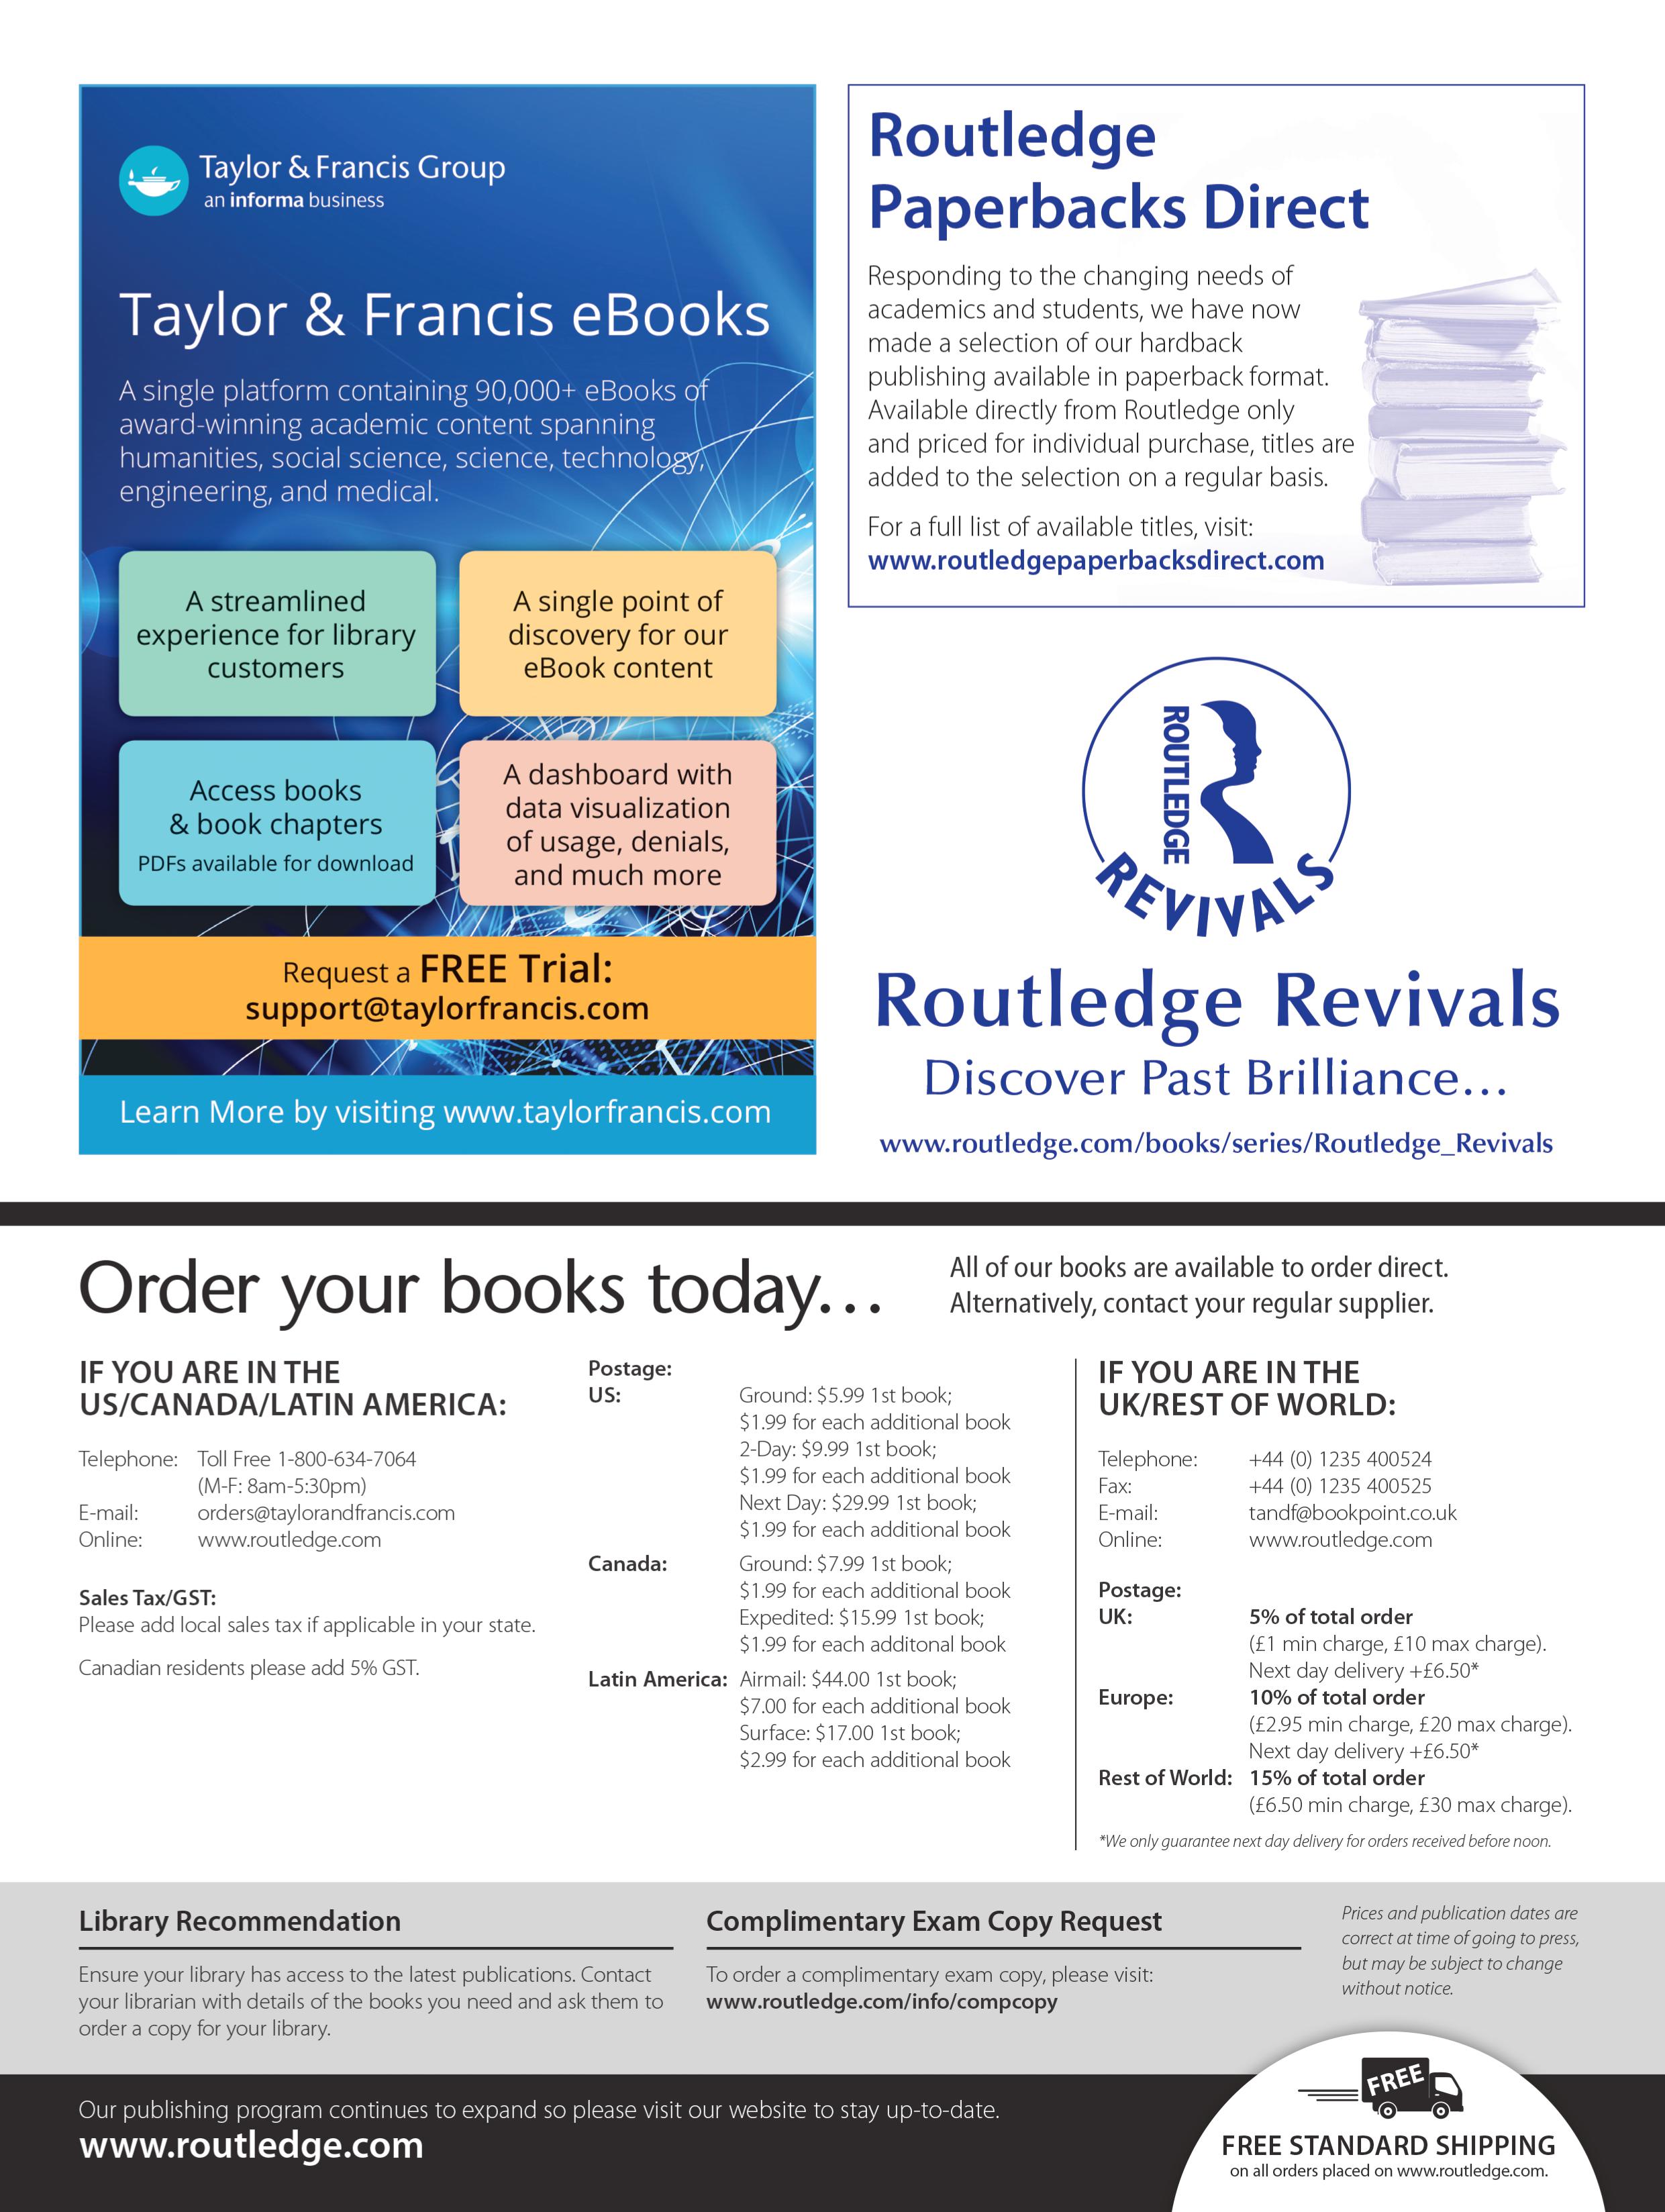 Taylor & Francis Group
an informa business
Taylor & Francis eBooks
A single platform containing 90,000+ eBooks of
award-winning academic content spanning
humanities, social science, science, technology,
engineering, and medical.
A streamlined
experience for library
customers
A single point of
discovery for our
eBook content
Access books
& book chapters
PDFs available for download
A dashboard with
data visualization
of usage, denials,
and much more
Request a FREE Trial:
support@taylorfrancis.com
Learn More by visiting www.taylorfrancis.com
Routledge
Paperbacks Direct
Responding to the changing needs of
academics and students, we have now
made a selection of our hardback
publishing available in paperback format.
Available directly from Routledge only
and priced for individual purchase, titles are
added to the selection on a regular basis.
For a full list of available titles, visit:
www.routledgepaperbacksdirect.com
ROUTLEDGE
REVIVALS
Routledge Revivals
Discover Past Brilliance...
www.routledge.com/books/series/Routledge_Revivals
Order your books today...
All of our books are available to order direct.
Alternatively, contact your regular supplier.
IF YOU ARE IN THE
US/CANADA/LATIN AMERICA:
Telephone: Toll Free 1-800-634-7064
(M-F: 8am-5:30pm)
E-mail: orders@taylorandfrancis.com
Online: www.routledge.com
Sales Tax/GST:
Please add local sales tax if applicable in your state.
Canadian residents please add 5% GST.
Postage:
US: Ground: $5.99 1st book;
$1.99 for each additional book
2-Day: $9.99 1st book;
$1.99 for each additional book
Next Day: $29.99 1st book;
$1.99 for each additional book
Canada: Ground: $7.99 1st book;
$1.99 for each additional book
Expedited: $15.99 1st book;
$1.99 for each additonal book
Latin America: Airmail: $44.00 1st book;
$7.00 for each additional book
Surface: $17.00 1st book;
$2.99 for each additional book
IF YOU ARE IN THE
UK/REST OF WORLD:
Telephone: +44 (0) 1235 400524
Fax: +44 (0) 1235 400525
E-mail: tandf@bookpoint.co.uk
Online: www.routledge.com
Postage:
UK: 5% of total order
(£1 min charge, £10 max charge).
Next day delivery +£6.50*
Europe: 10% of total order
(£2.95 min charge, £20 max charge).
Next day delivery +£6.50*
Rest of World: 15% of total order
(£6.50 min charge, £30 max charge).
*We only guarantee next day delivery for orders received before noon.
Library Recommendation
Ensure your library has access to the latest publications. Contact
your librarian with details of the books you need and ask them to
order a copy for your library.
Complimentary Exam Copy Request
To order a complimentary exam copy, please visit:
www.routledge.com/info/compcopy
Prices and publication dates are
correct at time of going to press,
but may be subject to change
without notice.
Our publishing program continues to expand so please visit our website to stay up-to-date.
www.routledge.com
FREE
FREE STANDARD SHIPPING
on all orders placed on www.routledge.com.